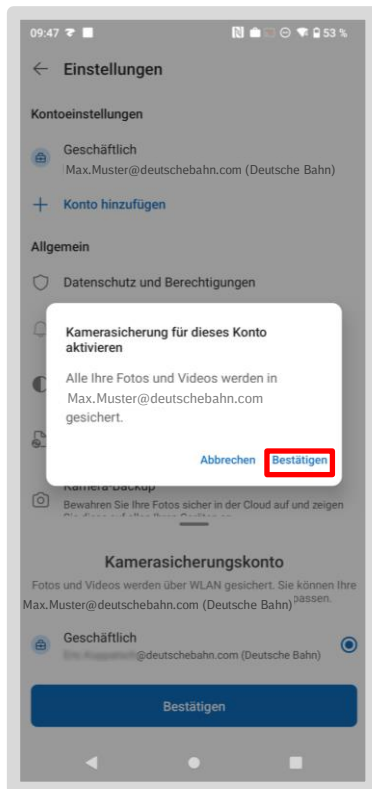 09:47 53 %
Einstellungen
Kontoeinstellungen
Geschäftlich
Max.Muster@deutschebahn.com (Deutsche Bahn)
Konto hinzufügen
Allgemein
Datenschutz und Berechtigungen
Kamerasicherung für dieses Konto
aktivieren
Alle Ihre Fotos und Videos werden in
Max.Muster@deutschebahn.com
gesichert.
Abbrechen Bestätigen
Kamera-Backup
Bewahren Sie Ihre Fotos sicher in der Cloud auf und zeigen
Kamerasicherungskonto
Fotos und Videos werden über WLAN gesichert. Sie können Ihre
Max.Muster@deutschebahn.com (Deutsche Bahn) passen.
Geschäftlich
@deutschebahn.com (Deutsche Bahn)
Bestätigen